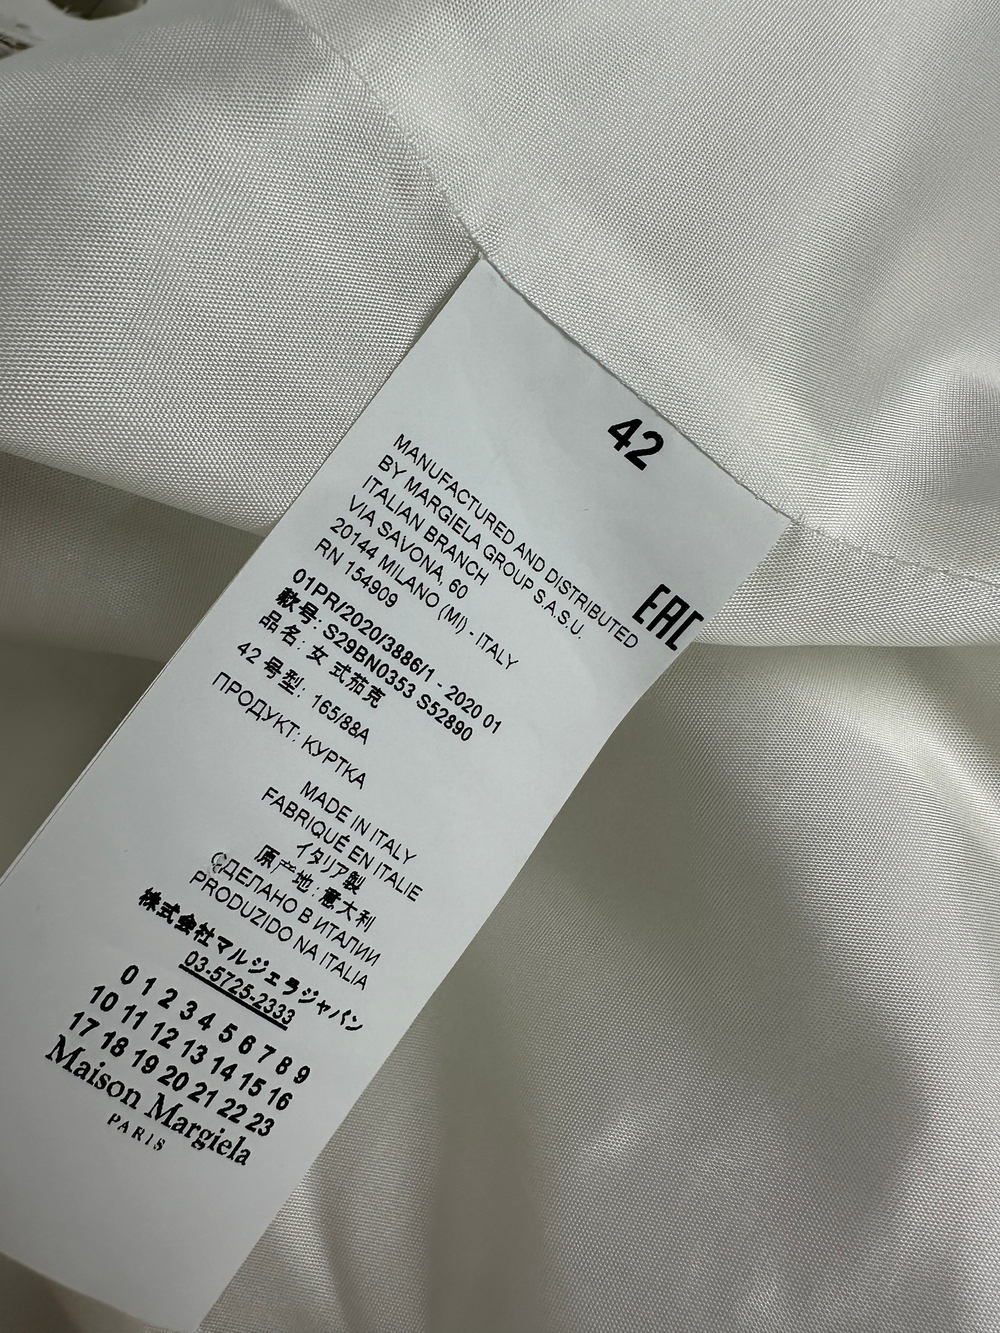 42
MANUFACTURED AND DISTRIBUTED
BY MARGIELA GROUP S.A.S.U.
ITALIAN BRANCH
VIA SAVONA, 60
20144 MILANO (MI) - ITALY
RN 154909
EAC
01PR/2020/3886/1 - 2020 01
款号: S29BN0353 S52890
品名: 女 式茄克
42 号型: 165/88A
ПРОДУКТ: КУРТКА
MADE IN ITALY
FABRIQUÉ EN ITALIE
イタリア製
原产地: 意大利
СДЕЛАНО В ИТАЛИИ
PRODUZIDO NA ITALIA
株式会社マルジェラジャパン
03-5725-2333
0 1 2 3 4 5 6 7 8 9
10 11 12 13 14 15 16
17 18 19 20 21 22 23
Maison Margiela
PARIS